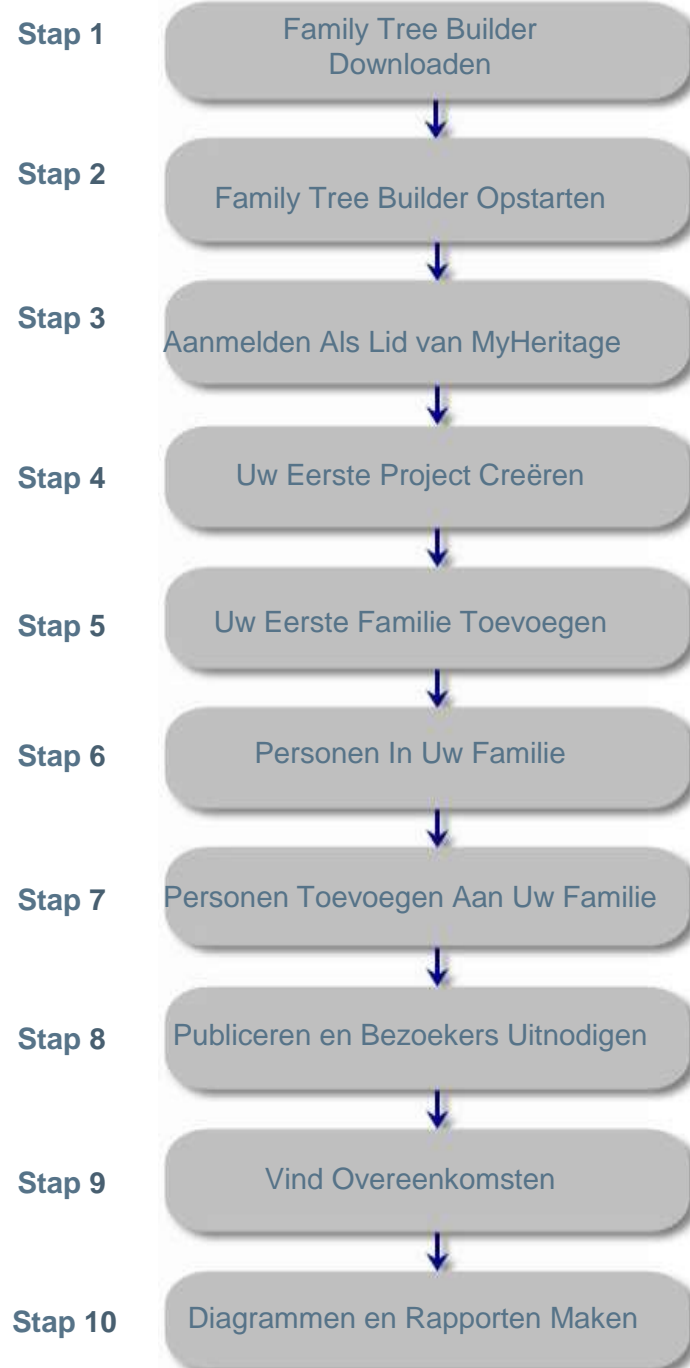 Stap 1
Family Tree Builder
Downloaden
Stap 2
Family Tree Builder Opstarten
Stap 3
Aanmelden Als Lid van MyHeritage
Stap 4
Uw Eerste Project Creëren
Stap 5
Uw Eerste Familie Toevoegen
Stap 6
Personen In Uw Familie
Stap 7
Personen Toevoegen Aan Uw Familie
Stap 8
Publiceren en Bezoekers Uitnodigen
Stap 9
Vind Overeenkomsten
Stap 10
Diagrammen en Rapporten Maken